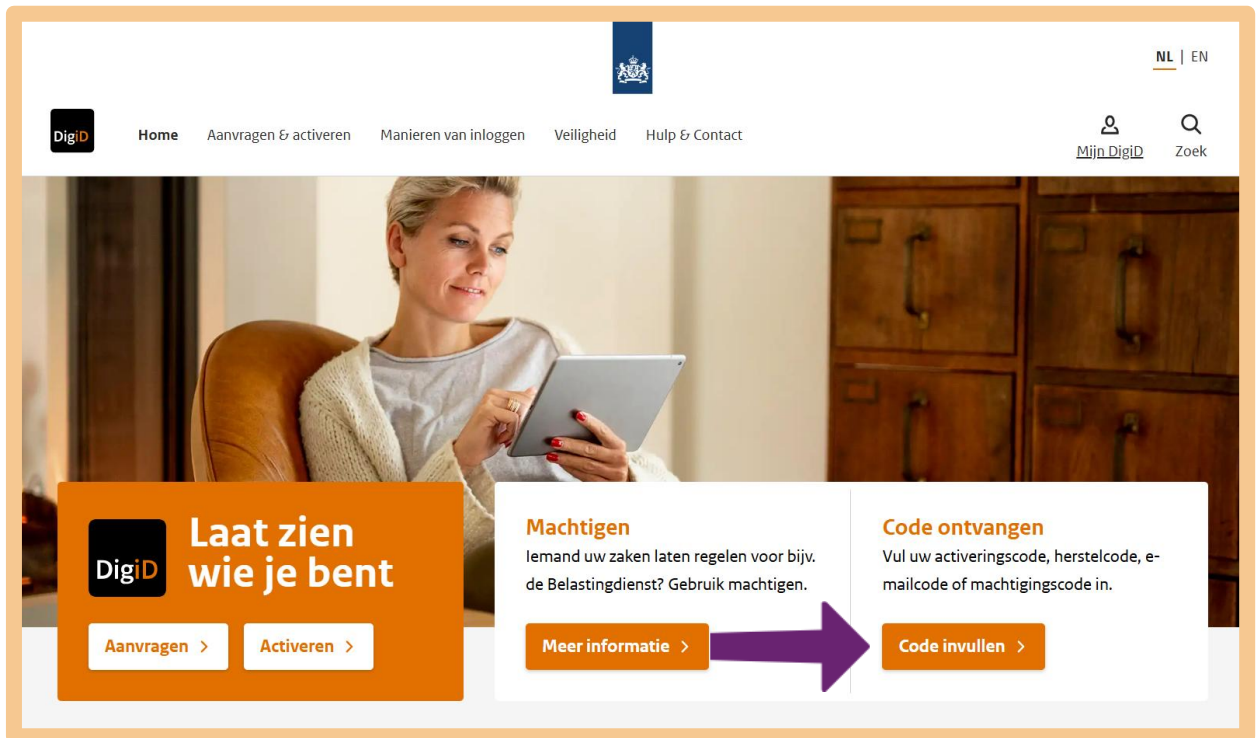 NL | EN
DigiD
Home Aanvragen & activeren Manieren van inloggen Veiligheid Hulp & Contact
Mijn DigiD Zoek
DigiD
Laat zien
wie je bent
Aanvragen >
Activeren >
Machtigen
Iemand uw zaken laten regelen voor bijv.
de Belastingdienst? Gebruik machtigen.
Meer informatie >
Code ontvangen
Vul uw activeringscode, herstelcode, e-
mailcode of machtigingscode in.
Code invullen >